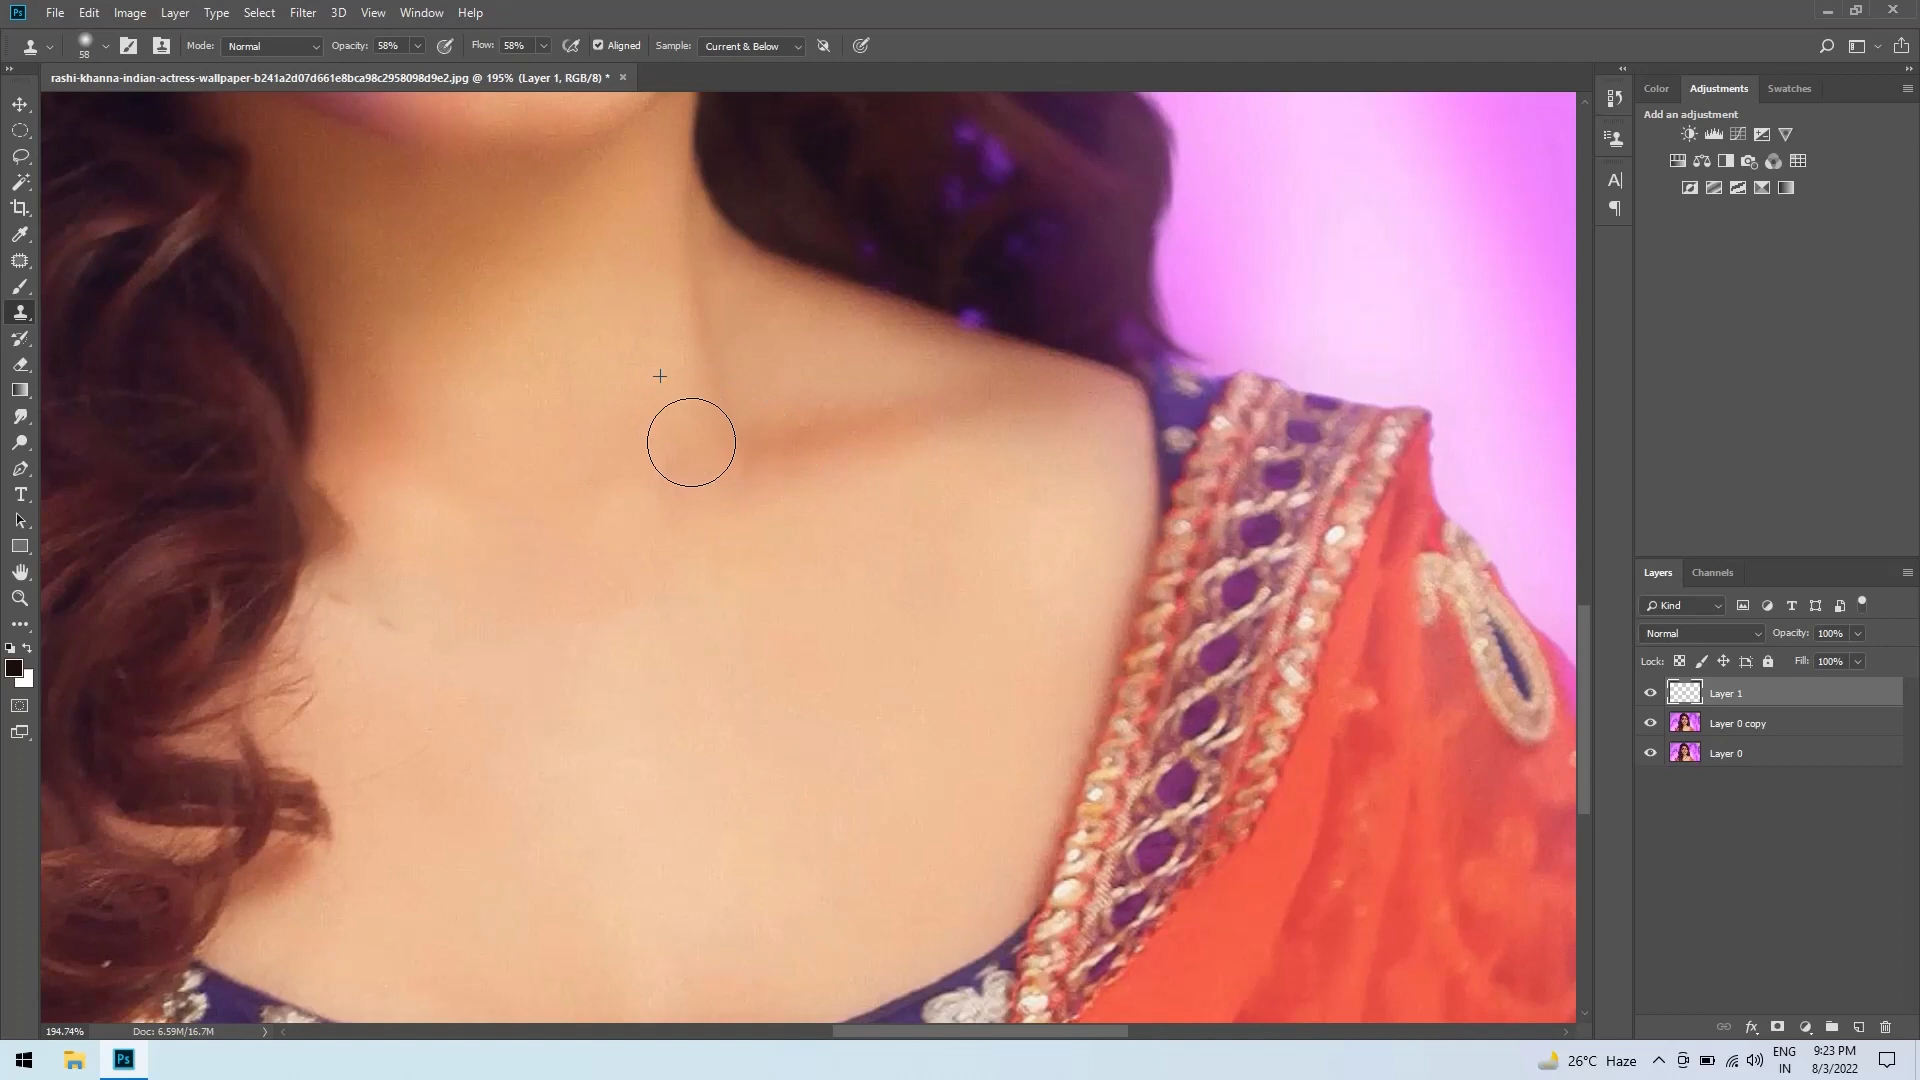 Ps File Edit Image Layer Type Select Filter 3D View Window Help
58 Mode: Normal Opacity: 58% Flow: 58% Aligned Sample: Current & Below
rashi-khanna-indian-actress-wallpaper-b241a2d07d661e8bca98c2958098d9e2.jpg @ 195% (Layer 1, RGB/8) * ×
Color Adjustments Swatches
Add an adjustment
Layers Channels
Kind
Normal Opacity: 100%
Lock: Fill: 100%
Layer 1
Layer 0 copy
Layer 0
194.74% Doc: 6.59M/16.7M
Ps 26°C Haze ENG IN 9:23 PM 8/3/2022